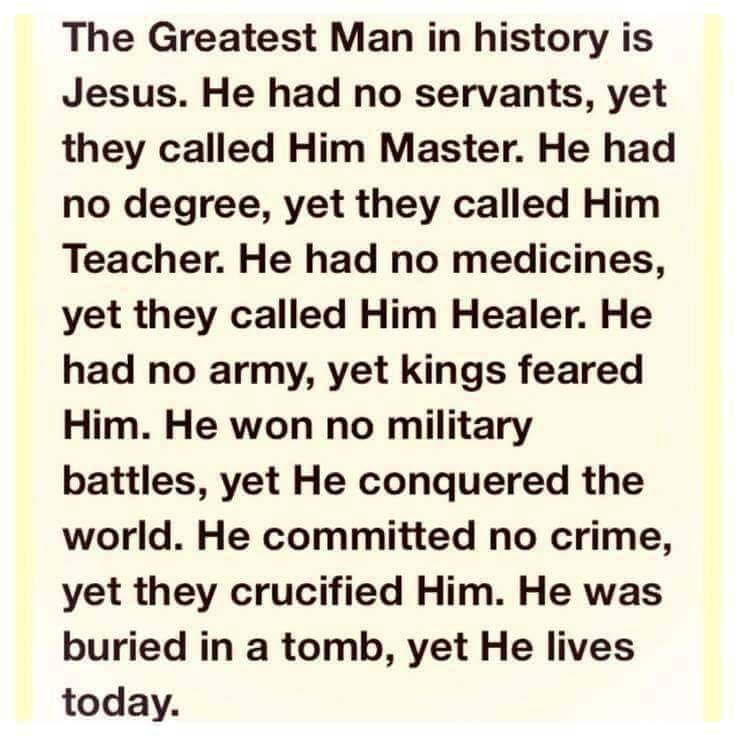 The Greatest Man in history is
Jesus. He had no servants, yet
they called Him Master. He had
no degree, yet they called Him
Teacher. He had no medicines,
yet they called Him Healer. He
had no army, yet kings feared
Him. He won no military
battles, yet He conquered the
world. He committed no crime,
yet they crucified Him. He was
buried in a tomb, yet He lives
today.